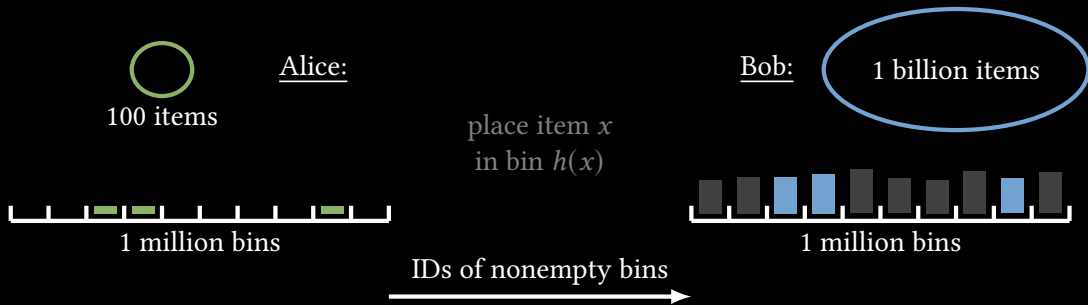 Alice:
100 items
Bob:
1 billion items
place item x
in bin h(x)
1 million bins
1 million bins
IDs of nonempty bins